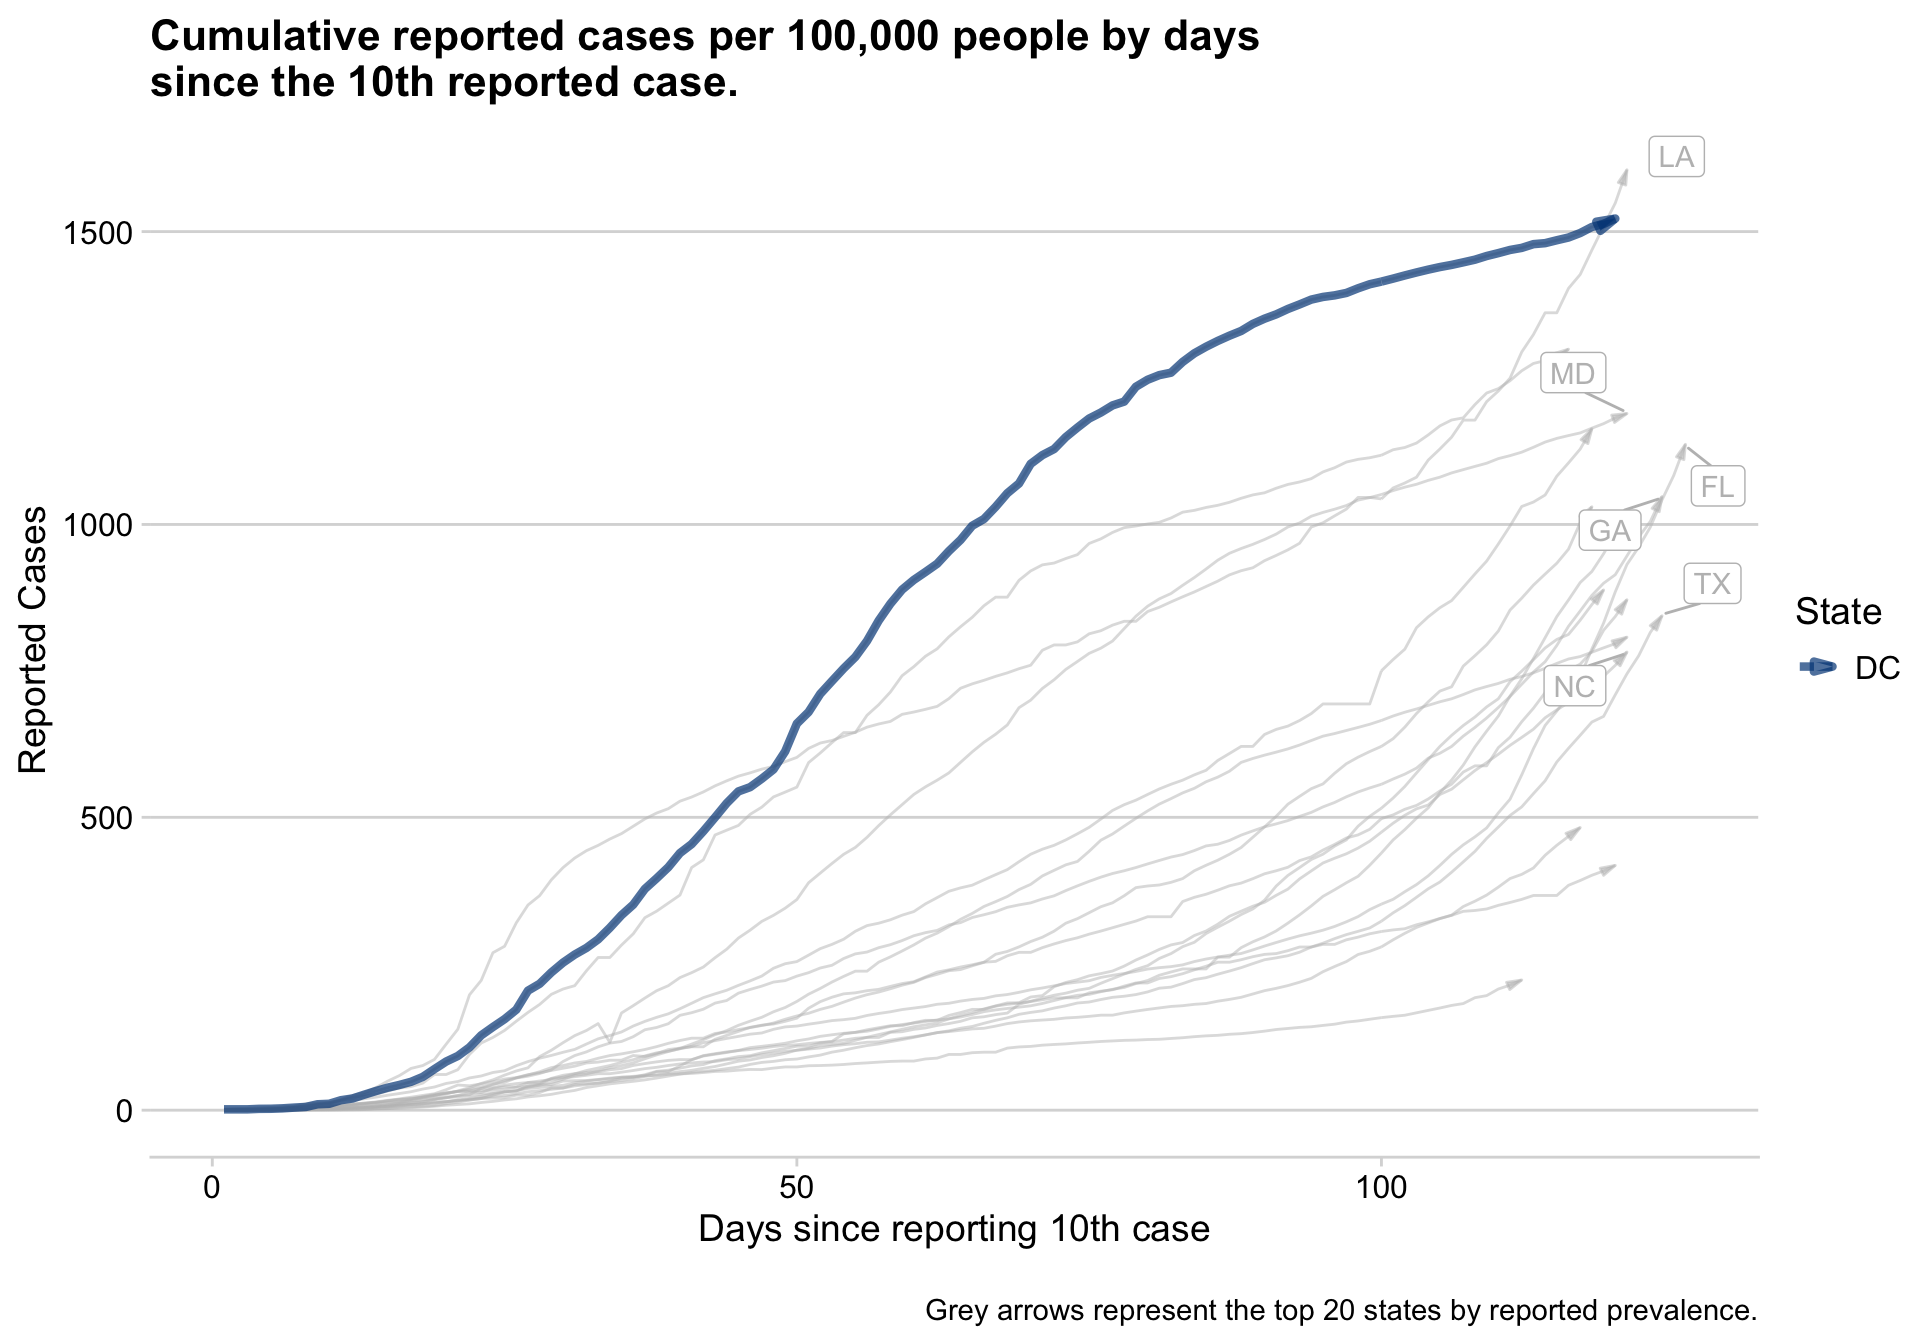 Cumulative reported cases per 100,000 people by days
since the 10th reported case.
LA
1500
MD
FL
1000
GA
TX
NC
500
0
Reported Cases
State
DC
0 50 100
Days since reporting 10th case
Grey arrows represent the top 20 states by reported prevalence.